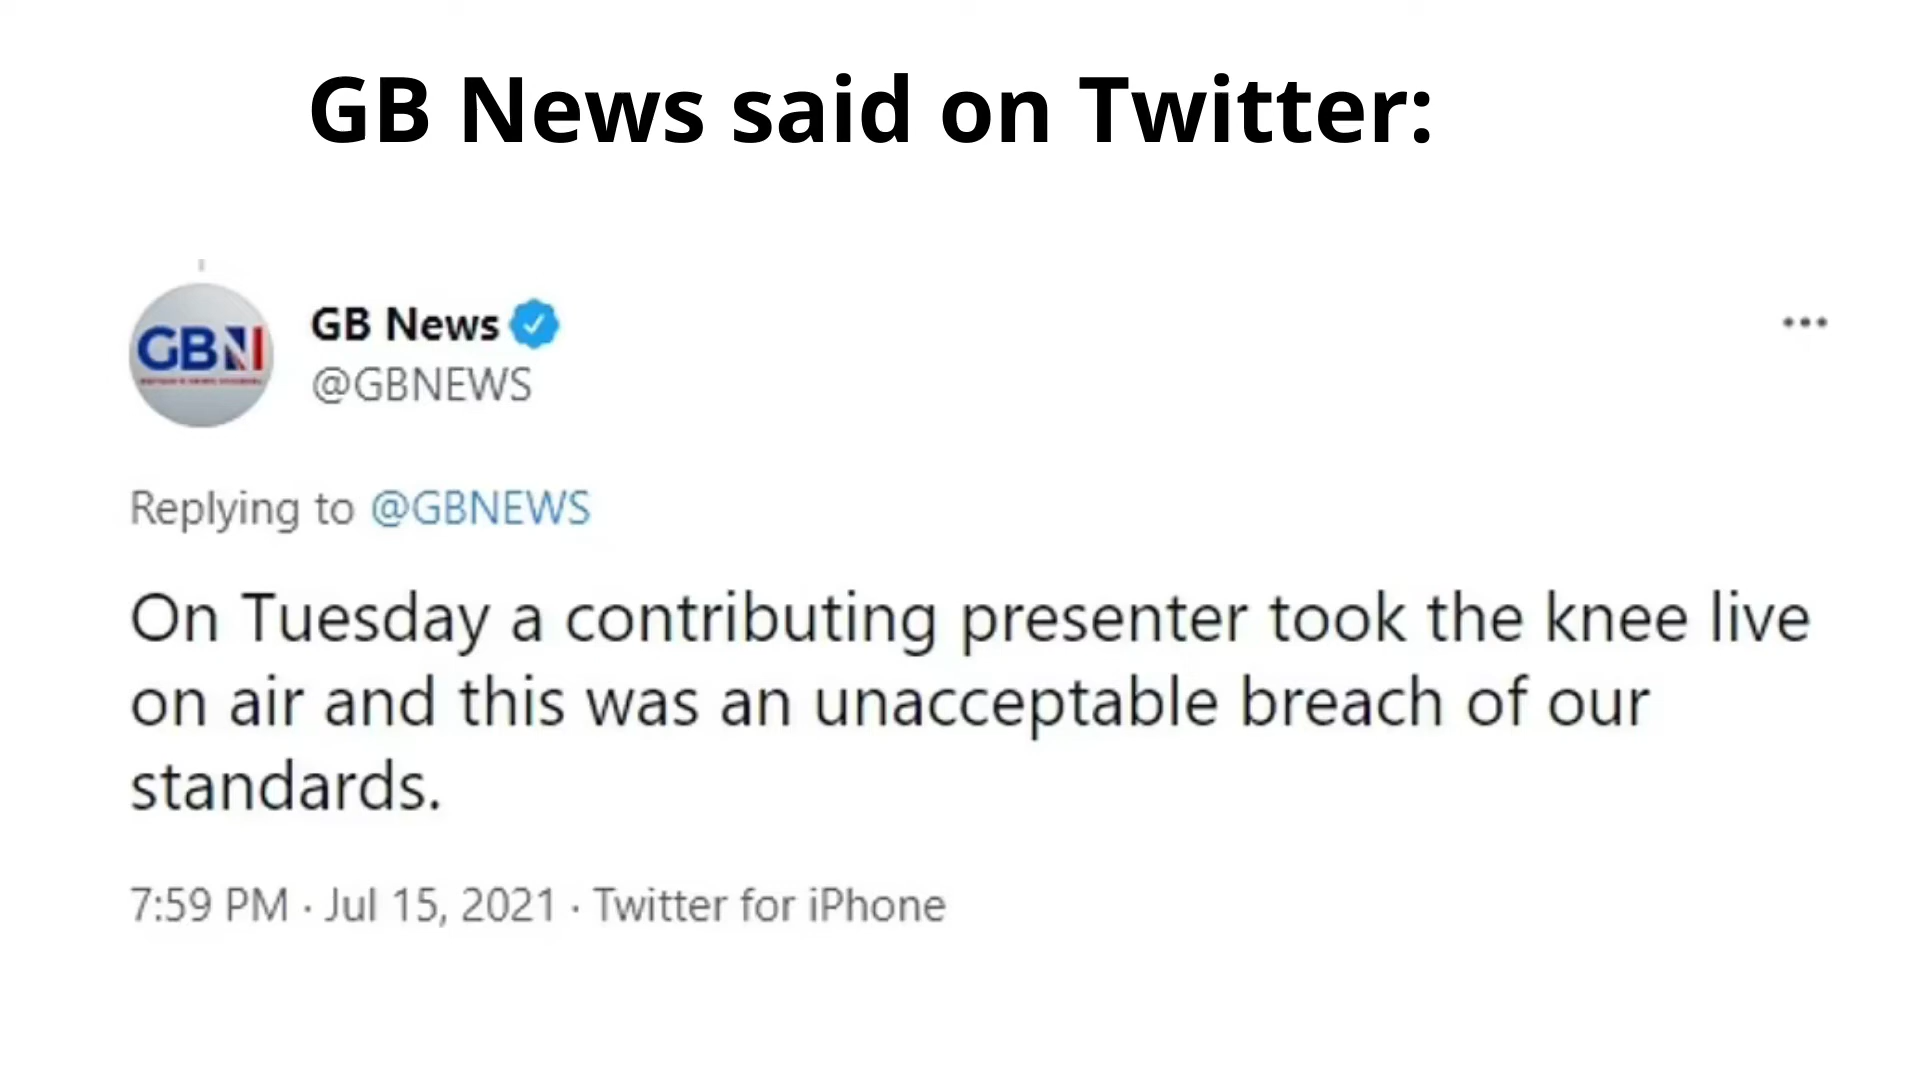 GB News said on Twitter:
GBN
GB News
@GBNEWS
Replying to @GBNEWS
On Tuesday a contributing presenter took the knee live
on air and this was an unacceptable breach of our
standards.
7:59 PM · Jul 15, 2021 · Twitter for iPhone